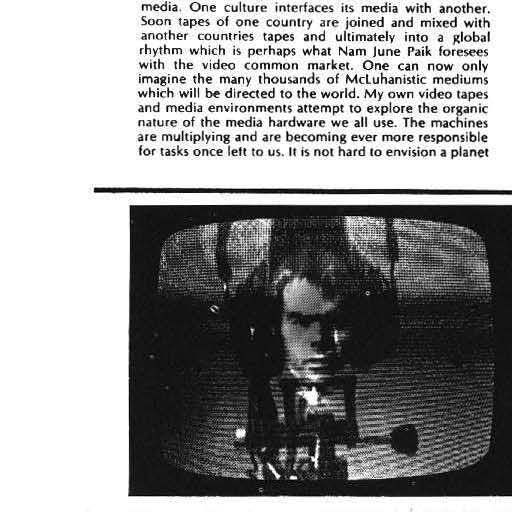 media. One culture interfaces its media with another.
Soon tapes of one country are joined and mixed with
another countries tapes and ultimately into a global
rhythm which is perhaps what Nam June Paik foresees
with the video common market. One can now only
imagine the many thousands of McLuhanistic mediums
which will be directed to the world. My own video tapes
and media environments attempt to explore the organic
nature of the media hardware we all use. The machines
are multiplying and are becoming ever more responsible
for tasks once left to us. It is not hard to envision a planet